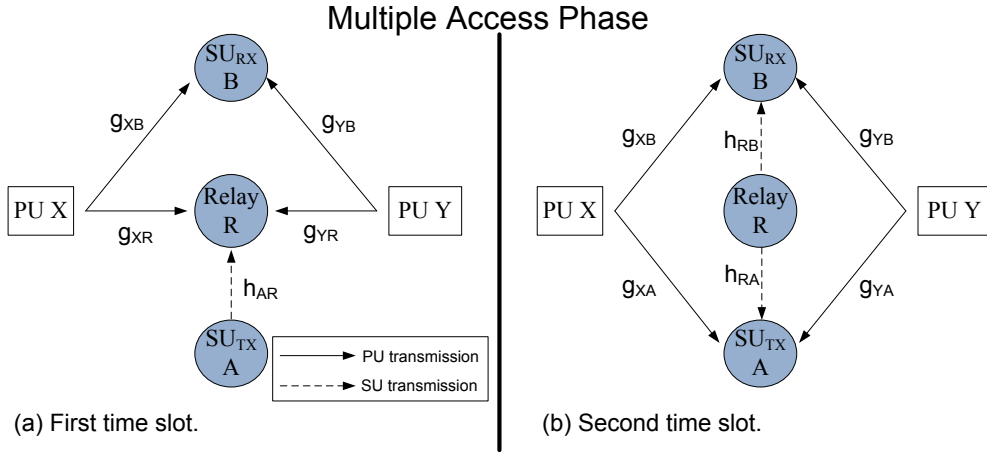 Multiple Access Phase
SU_RX
B
g_XB
g_YB
PU X
Relay
R
PU Y
g_XR
g_YR
h_AR
SU_TX
A
PU transmission
SU transmission
(a) First time slot.
SU_RX
B
g_XB
h_RB
g_YB
PU X
Relay
R
PU Y
h_RA
g_XA
g_YA
SU_TX
A
(b) Second time slot.